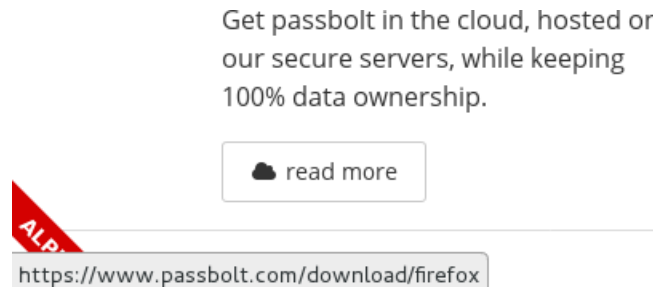 Get passbolt in the cloud, hosted on
our secure servers, while keeping
100% data ownership.
read more
https://www.passbolt.com/download/firefox